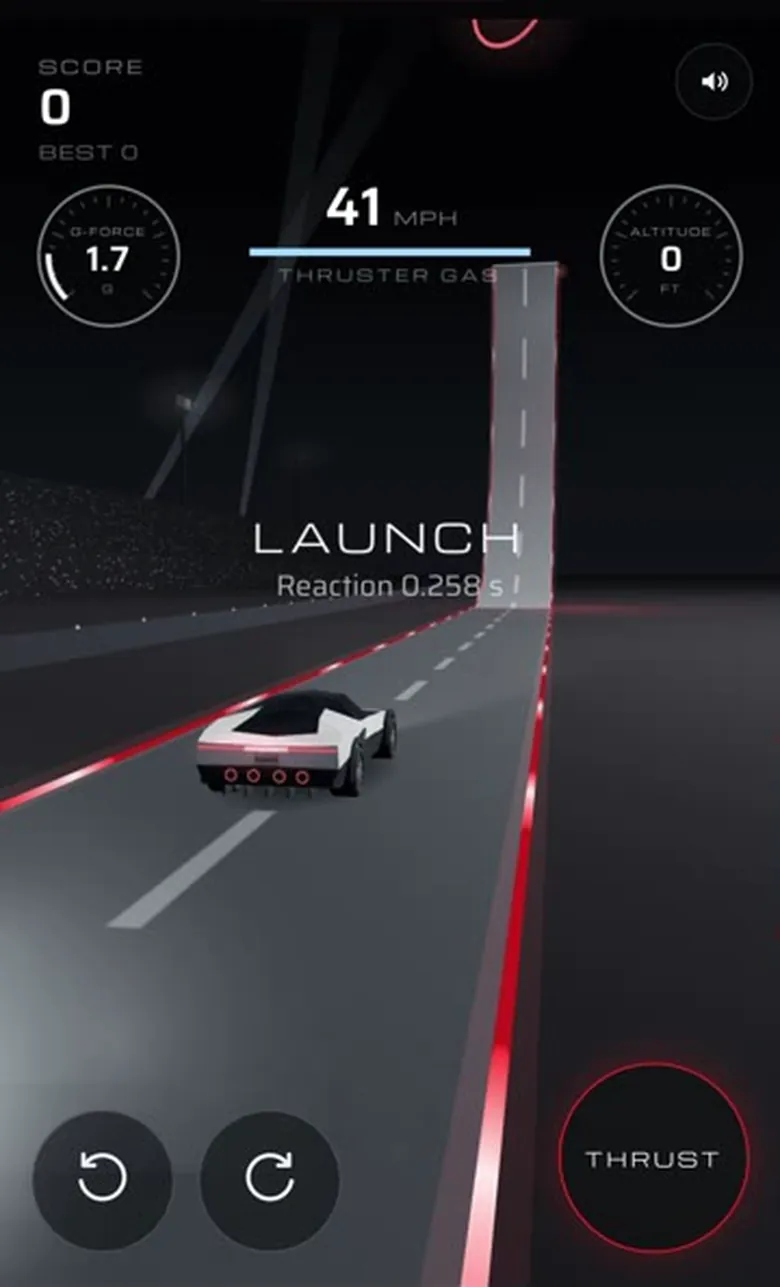 SCORE
0
BEST 0
41 MPH
G-FORCE
1.7
G
ALTITUDE
0
FT
THRUSTER GAS
LAUNCH
Reaction 0.258 s
THRUST